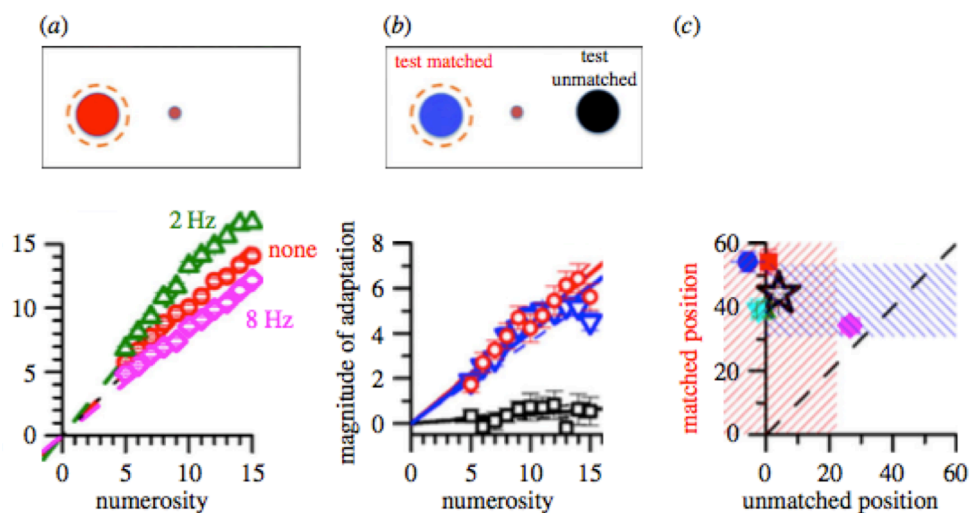 (a)
(b)
(c)
test matched
test
unmatched
2 Hz
none
8 Hz
15
10
5
0
0 5 10 15
numerosity
magnitude of adaptation
8
6
4
2
0
0 5 10 15
numerosity
matched position
60
40
20
0
0 20 40 60
unmatched position